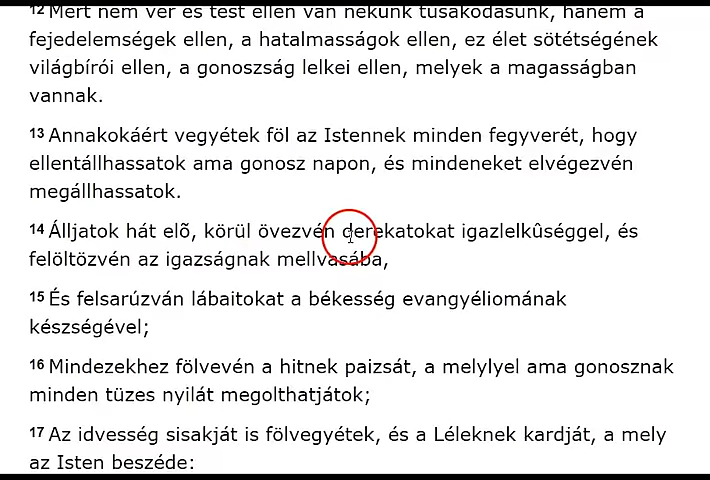 12 Mert nem vér és test ellen van nékünk tusakodásunk, hanem a
fejedelemségek ellen, a hatalmasságok ellen, ez élet sötétségének
világbírói ellen, a gonoszság lelkei ellen, melyek a magasságban
vannak.
13 Annakokáért vegyétek föl az Istennek minden fegyverét, hogy
ellentállhassatok ama gonosz napon, és mindeneket elvégezvén
megállhassatok.
14 Álljatok hát elõ, körül övezvén derekatokat igazlelkûséggel, és
felöltözvén az igazságnak mellvasába,
15 És felsarúzván lábaitokat a békesség evangyéliomának
készségével;
16 Mindezekhez fölvevén a hitnek paizsát, a melylyel ama gonosznak
minden tüzes nyilát megolthatjátok;
17 Az idvesség sisakját is fölvegyétek, és a Léleknek kardját, a mely
az Isten beszéde: